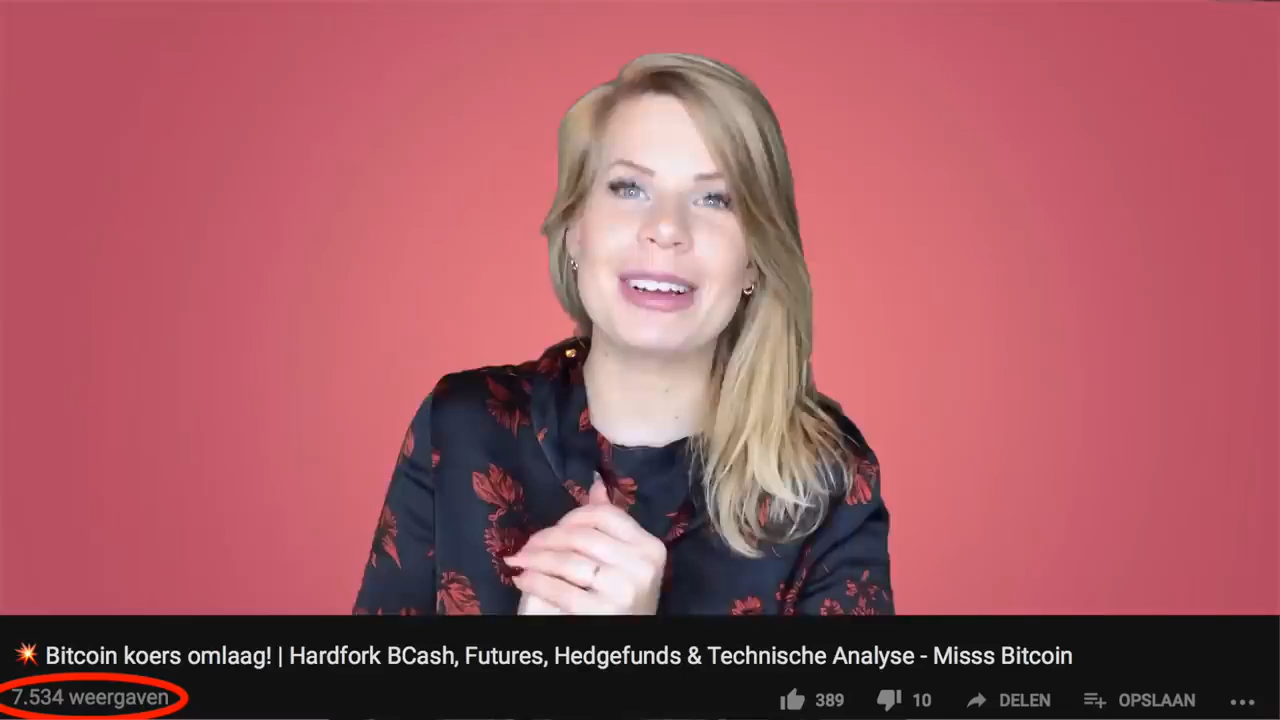 💥 Bitcoin koers omlaag! | Hardfork BCash, Futures, Hedgefunds & Technische Analyse - Misss Bitcoin
7.534 weergaven 389 10 DELEN OPSLAAN